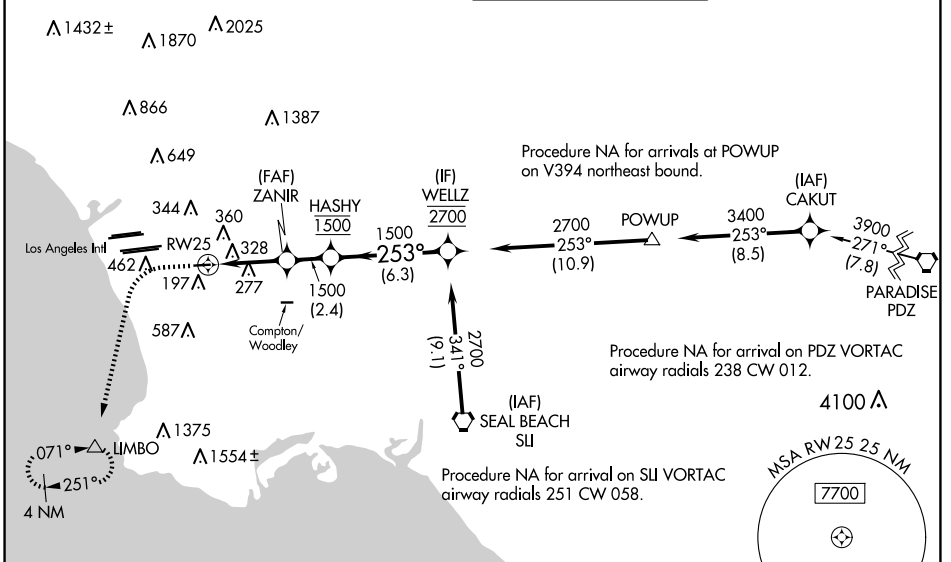 1432±
1870
2025
866
1387
649
Procedure NA for arrivals at POWUP
on V394 northeast bound.
(FAF)
ZANIR
HASHY
1500
(IF)
WELLZ
2700
(IAF)
CAKUT
344
360
Los Angeles Intl
RW25
328
462
197
277
1500
253°
(6.3)
1500
(2.4)
2700
253°
(10.9)
POWUP
3400
253°
(8.5)
3900
271°
(7.8)
PARADISE
PDZ
Compton/
Woodley
587
2700
341°
(9.1)
Procedure NA for arrival on PDZ VORTAC
airway radials 238 CW 012.
4100
(IAF)
SEAL BEACH
SLI
1375
1554±
071°
LIMBO
251°
4 NM
Procedure NA for arrival on SLI VORTAC
airway radials 251 CW 058.
MSA RW25 25 NM
7700